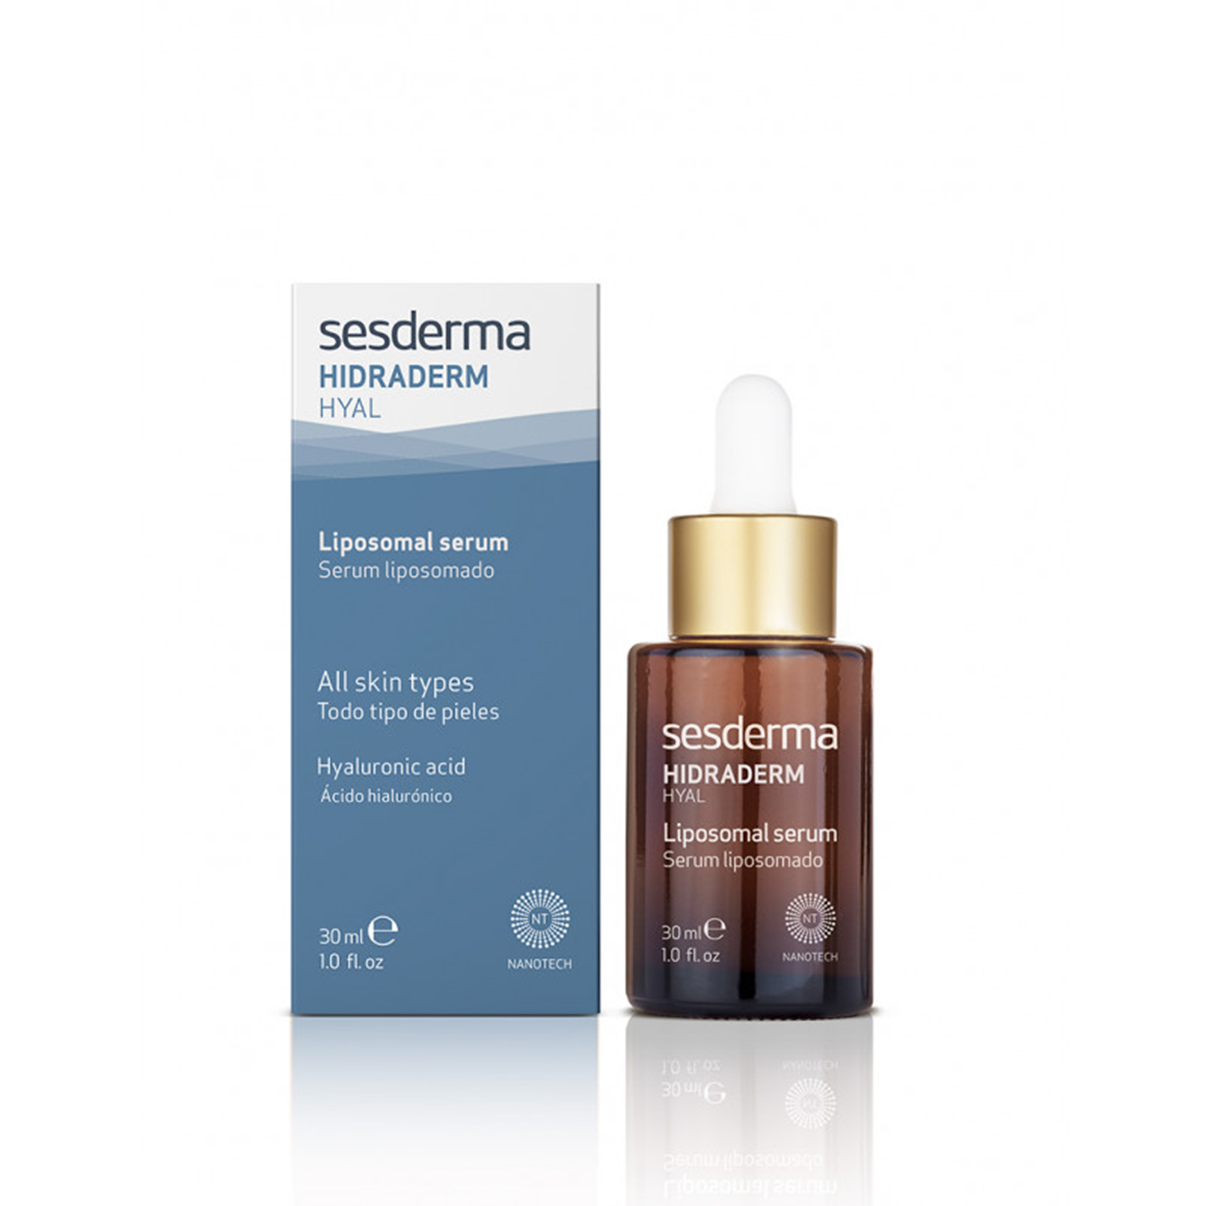 sesderma
HIDRADERM
HYAL
Liposomal serum
Serum liposomado
All skin types
Todo tipo de pieles
Hyaluronic acid
Ácido hialurónico
30 ml ℮
1.0 fl. oz
NT
NANOTECH
sesderma
HIDRADERM
HYAL
Liposomal serum
Serum liposomado
30 ml ℮
1.0 fl. oz
NT
NANOTECH